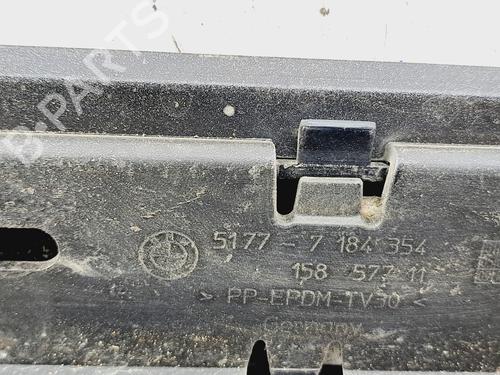 B-PARTS
5177-7 184 354
158 577 11
> PP-EPDM-TV30 <
Germany